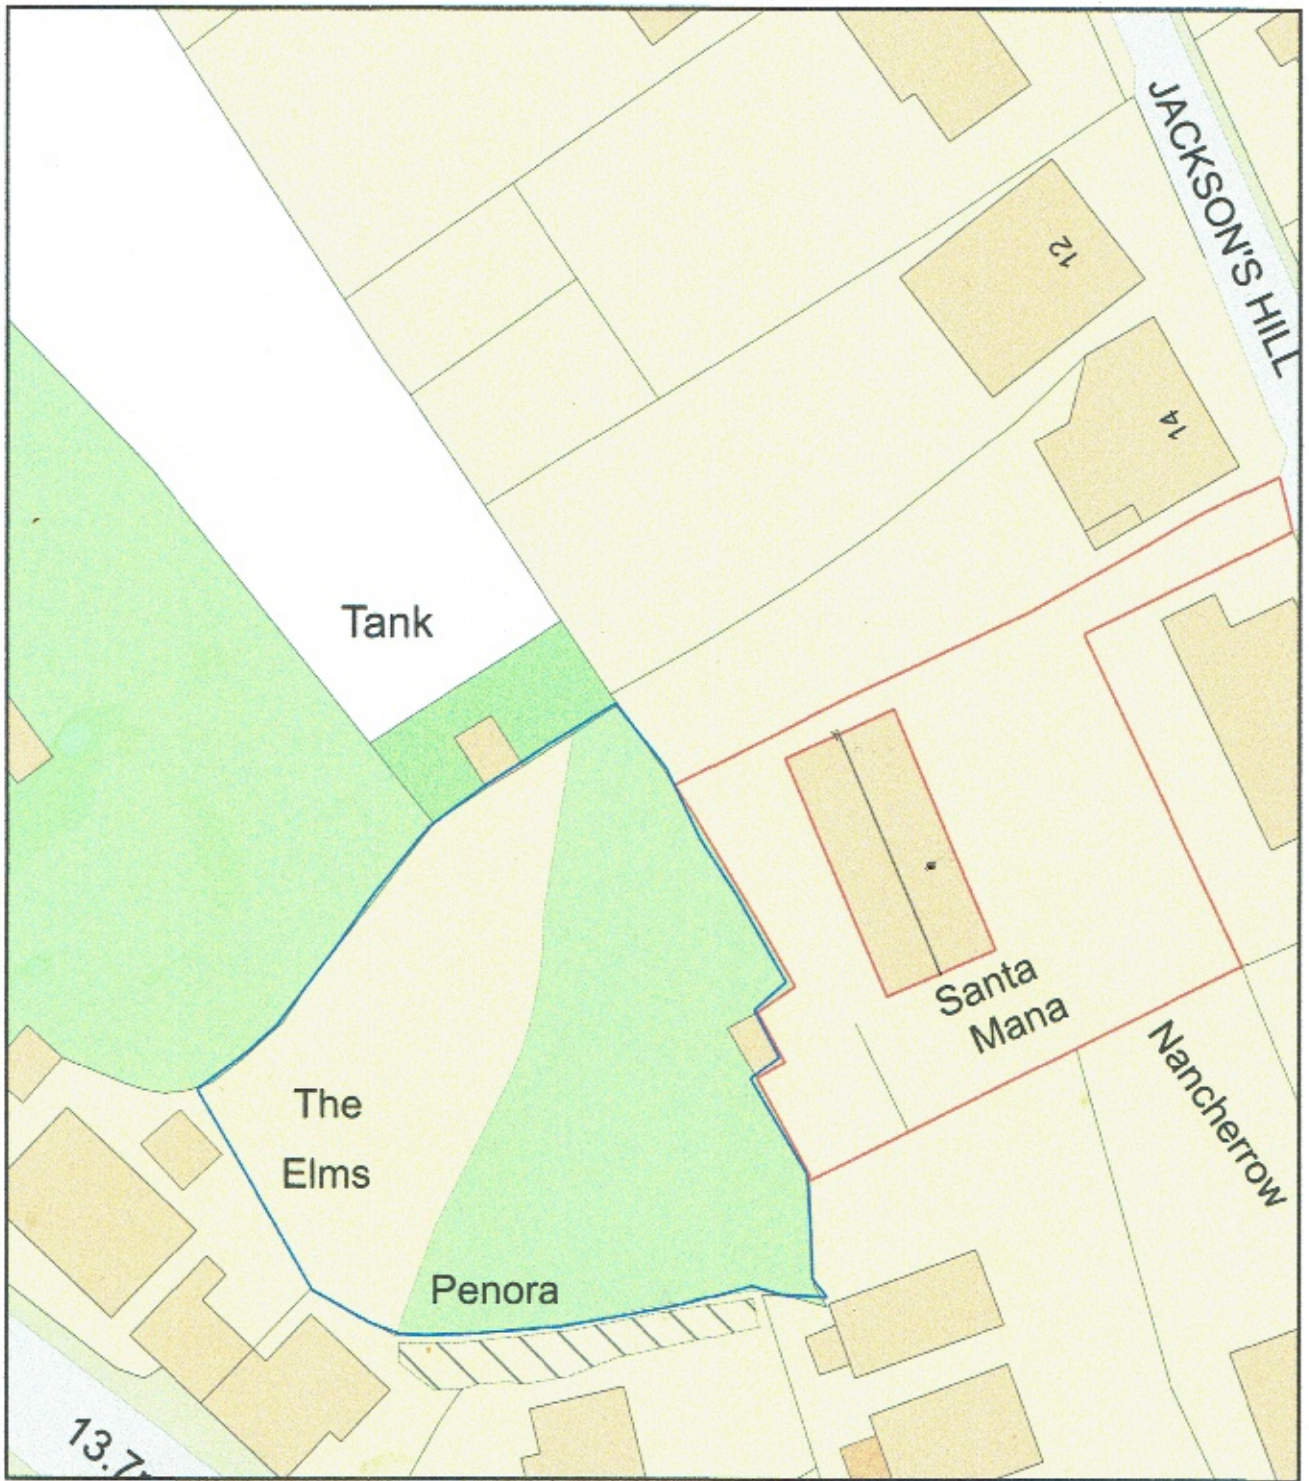 JACKSON'S HILL
12
14
Tank
Santa
Mana
Nancherrow
The
Elms
Penora